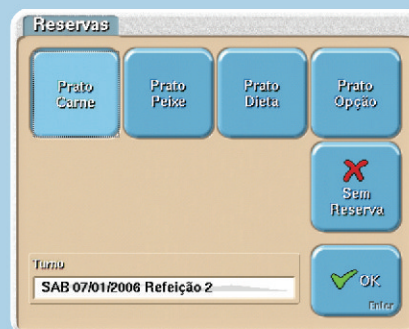 Reservas
Prato Carne
Prato Peixe
Prato Dieta
Prato Opção
Sem Reserva
Turno
SAB 07/01/2006 Refeição 2
OK
Enter